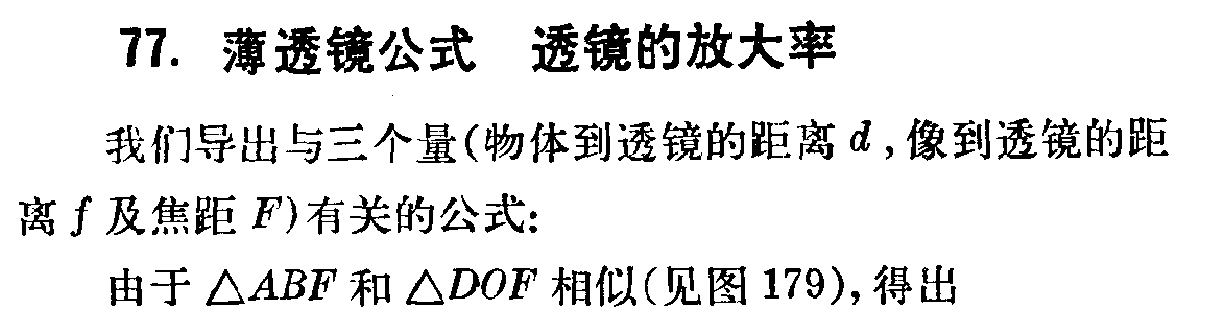 77. 薄透镜公式 透镜的放大率
我们导出与三个量(物体到透镜的距离 d,像到透镜的距
离 f 及焦距 F)有关的公式:
由于 △ABF 和 △DOF 相似(见图 179),得出